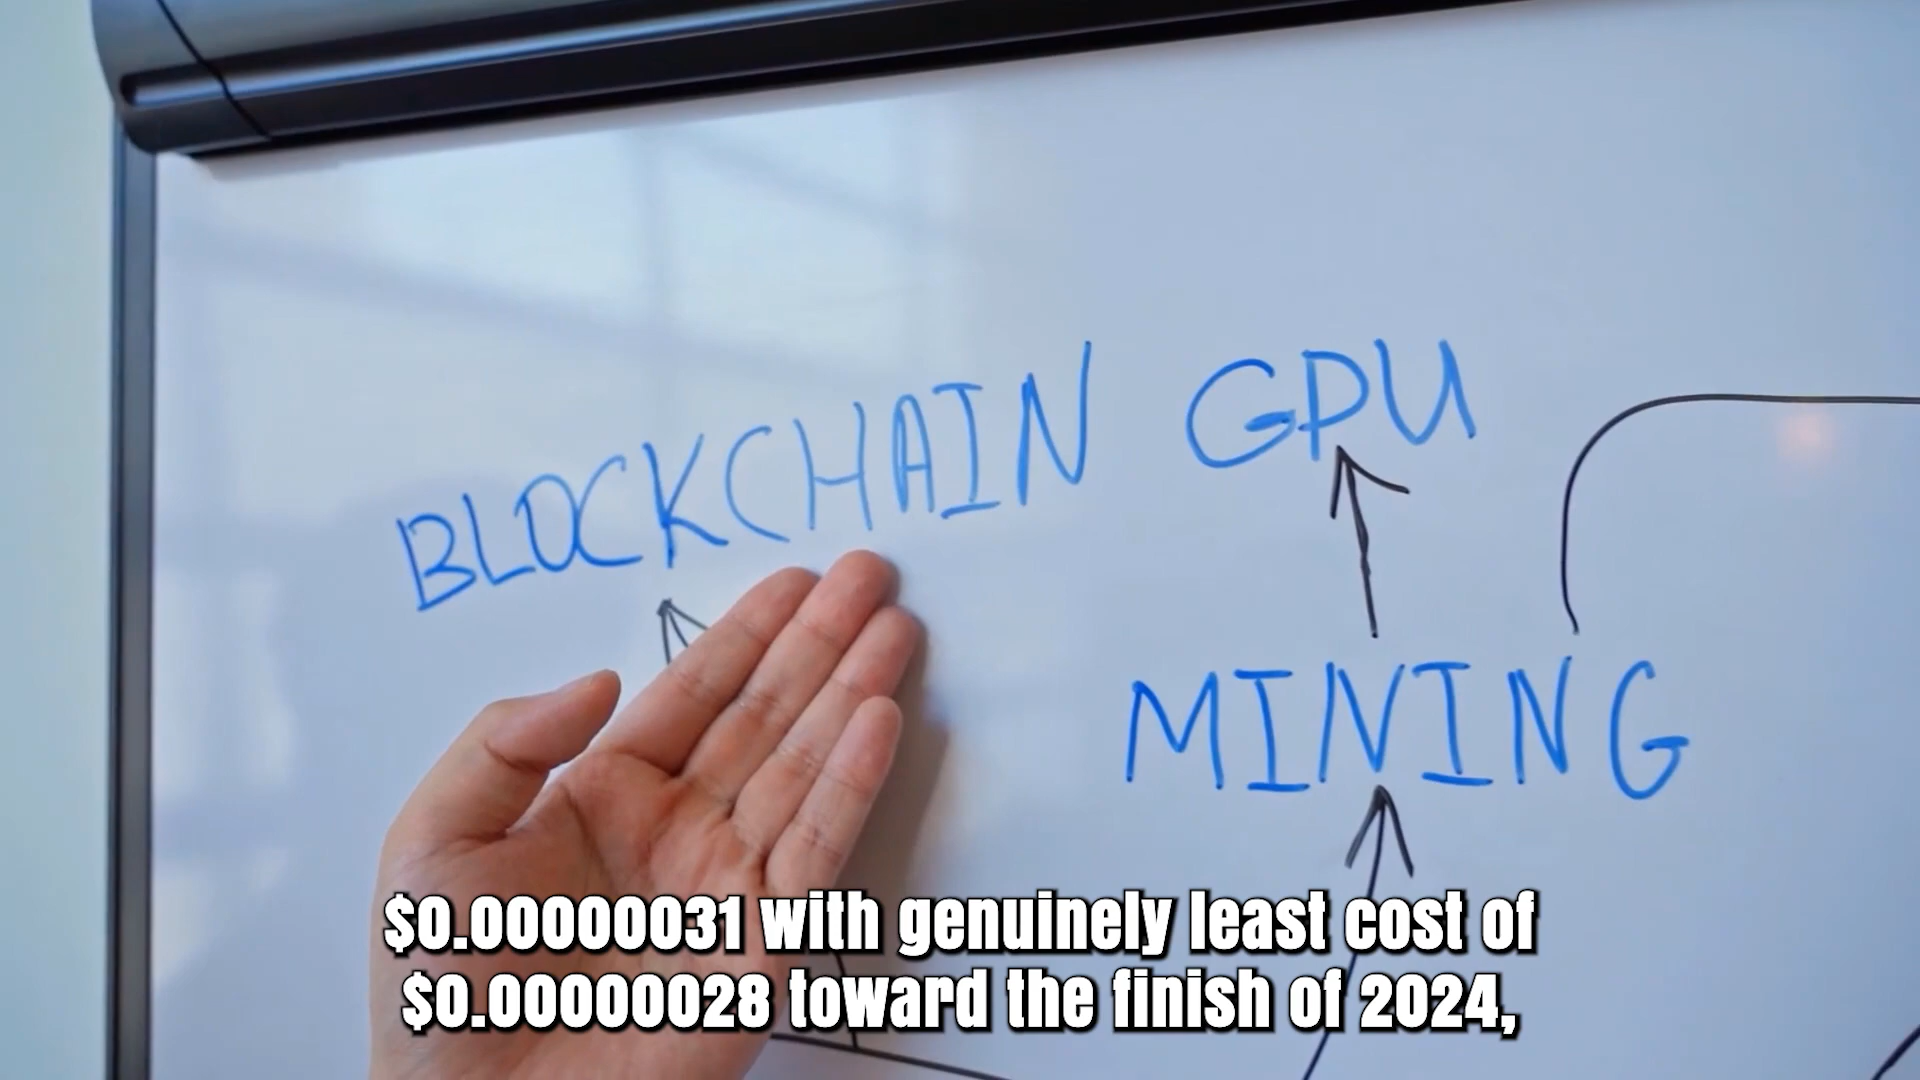 BLOCKCHAIN GPU
MINING
$0.00000031 with genuinely least cost of
$0.00000028 toward the finish of 2024,